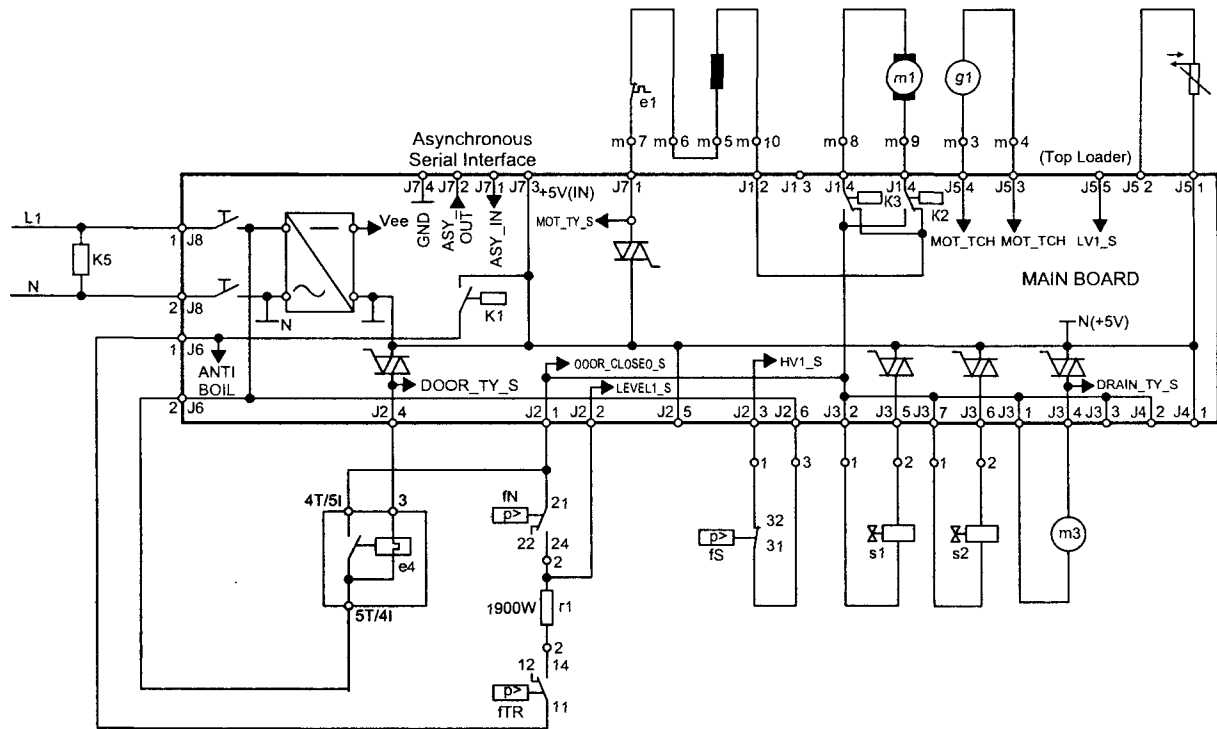 e1
m1
g1
m 7
m 6
m 5
m 10
m 8
m 9
m 3
m 4
Asynchronous
Serial Interface
(Top Loader)
J7 4
J7 2
J7 1
J7 3
+5V(IN)
J7 1
J1 2
J1 3
J1 4
J1 4
J5 4
J5 3
J5 5
J5 2
J5 1
K3
K2
L1
1 J8
K5
N
2 J8
Vee
GND
ASY_OUT
ASY_IN
MOT_TY_S
MOT_TCH
MOT_TCH
LV1_S
MAIN BOARD
N
K1
N(+5V)
1 J6
ANTI
BOIL
DOOR_TY_S
DOOR_CLOSE0_S
LEVEL1_S
HV1_S
DRAIN_TY_S
2 J6
J2 4
J2 1
J2 2
J2 5
J2 3
J2 6
J3 2
J3 5
J3 7
J3 6
J3 1
J3 4
J3 3
J4 2
J4 1
1
3
1
2
1
2
4T/5I
3
fN
p>
21
22
24
2
e4
5T/4I
1900W
r1
2
12
14
p>
fTR
11
32
p>
31
fS
s1
s2
m3